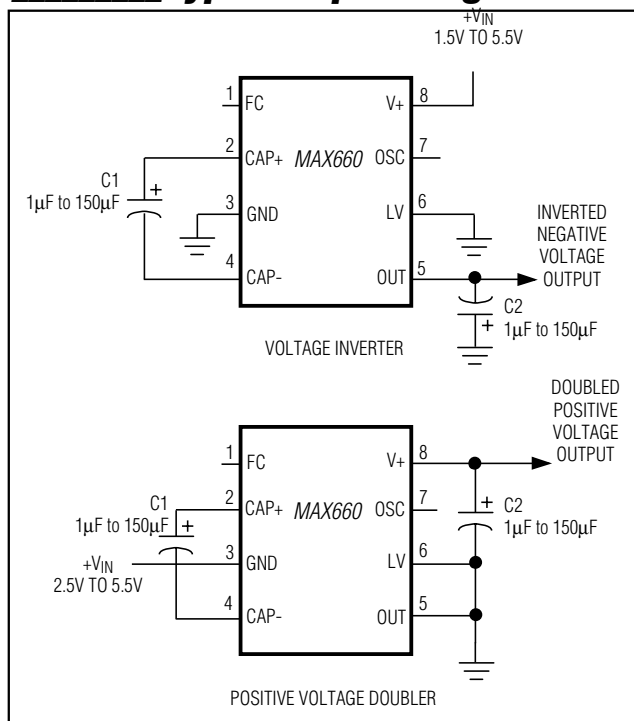 +VIN
1.5V TO 5.5V
1 FC
V+ 8
2 CAP+
MAX660
OSC 7
C1
+
1µF to 150µF
3 GND
LV 6
4 CAP-
OUT 5
INVERTED
NEGATIVE
VOLTAGE
OUTPUT
C2
+ 1µF to 150µF
VOLTAGE INVERTER
DOUBLED
POSITIVE
VOLTAGE
OUTPUT
1 FC
V+ 8
2 CAP+
MAX660
OSC 7
C1
+
1µF to 150µF
+ C2
1µF to 150µF
3 GND
LV 6
+VIN
2.5V TO 5.5V
4 CAP-
OUT 5
POSITIVE VOLTAGE DOUBLER